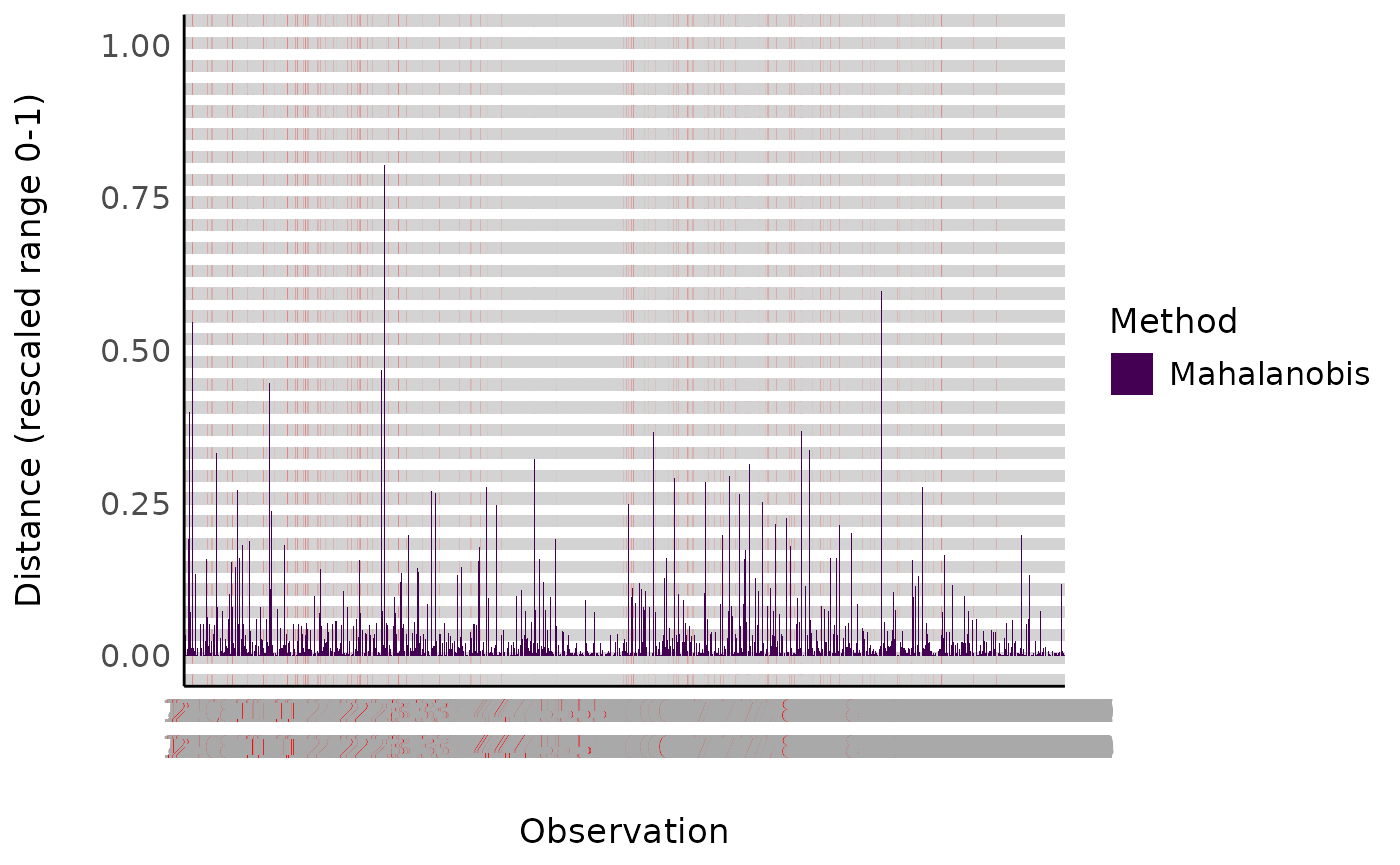 Distance (rescaled range 0-1)
1.00
0.75
0.50
0.25
0.00
Observation
Method
Mahalanobis